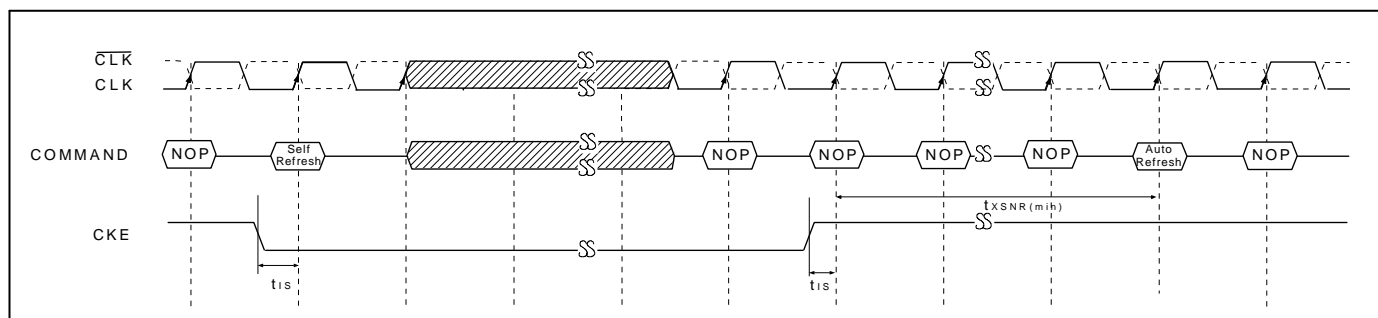 CLK
CLK
COMMAND
NOP
Self
Refresh
NOP
NOP
NOP
NOP
Auto
Refresh
NOP
tXSNR(min)
CKE
tIS
tIS